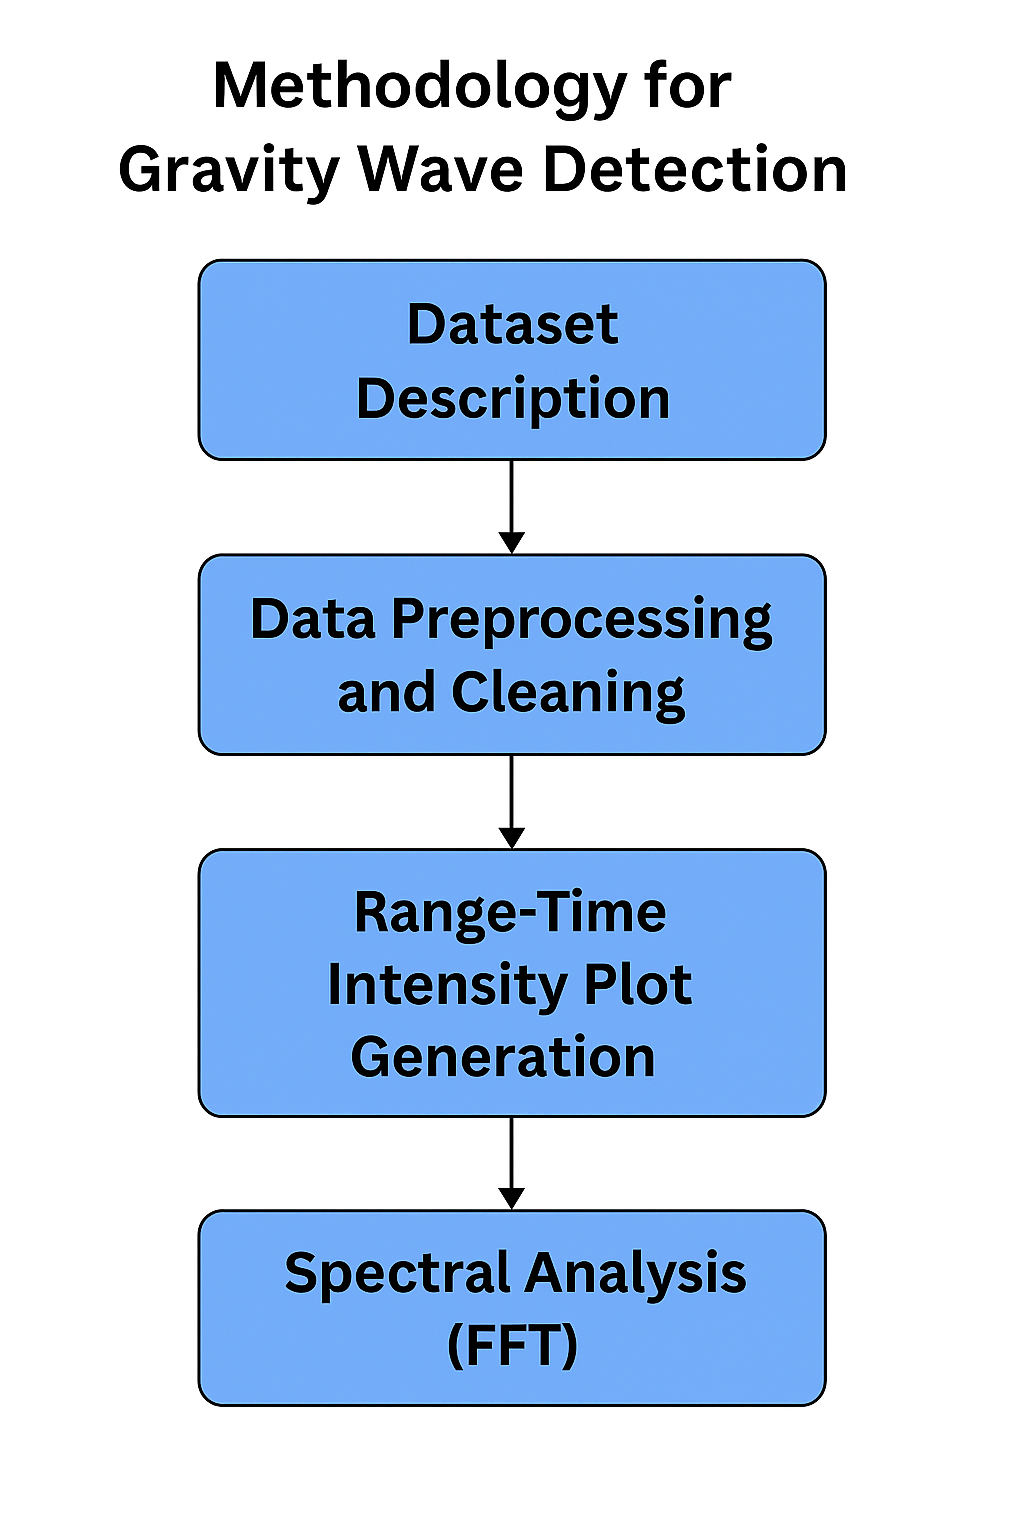 Methodology for
Gravity Wave Detection
Dataset
Description
Data Preprocessing
and Cleaning
Range-Time
Intensity Plot
Generation
Spectral Analysis
(FFT)